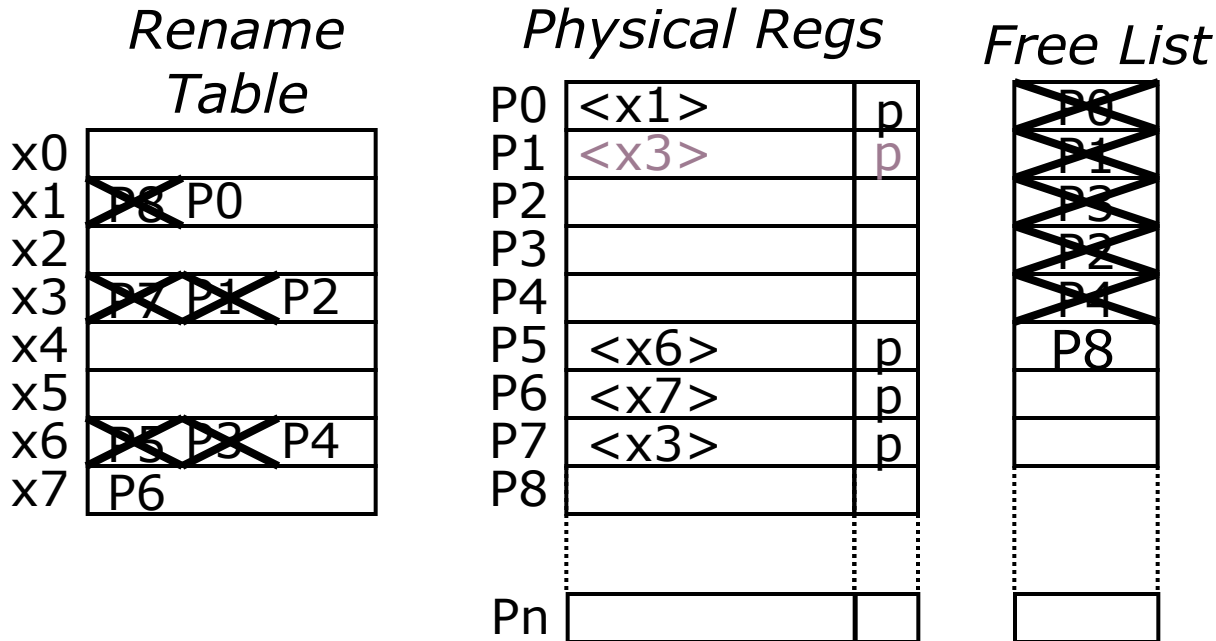 Rename
Table
x0
x1 P8 P0
x2
x3 P7 P1 P2
x4
x5
x6 P5 P3 P4
x7 P6
Physical Regs
P0 <x1> p
P1 <x3> p
P2
P3
P4
P5 <x6> p
P6 <x7> p
P7 <x3> p
P8
Pn
Free List
P0
P1
P3
P2
P4
P8